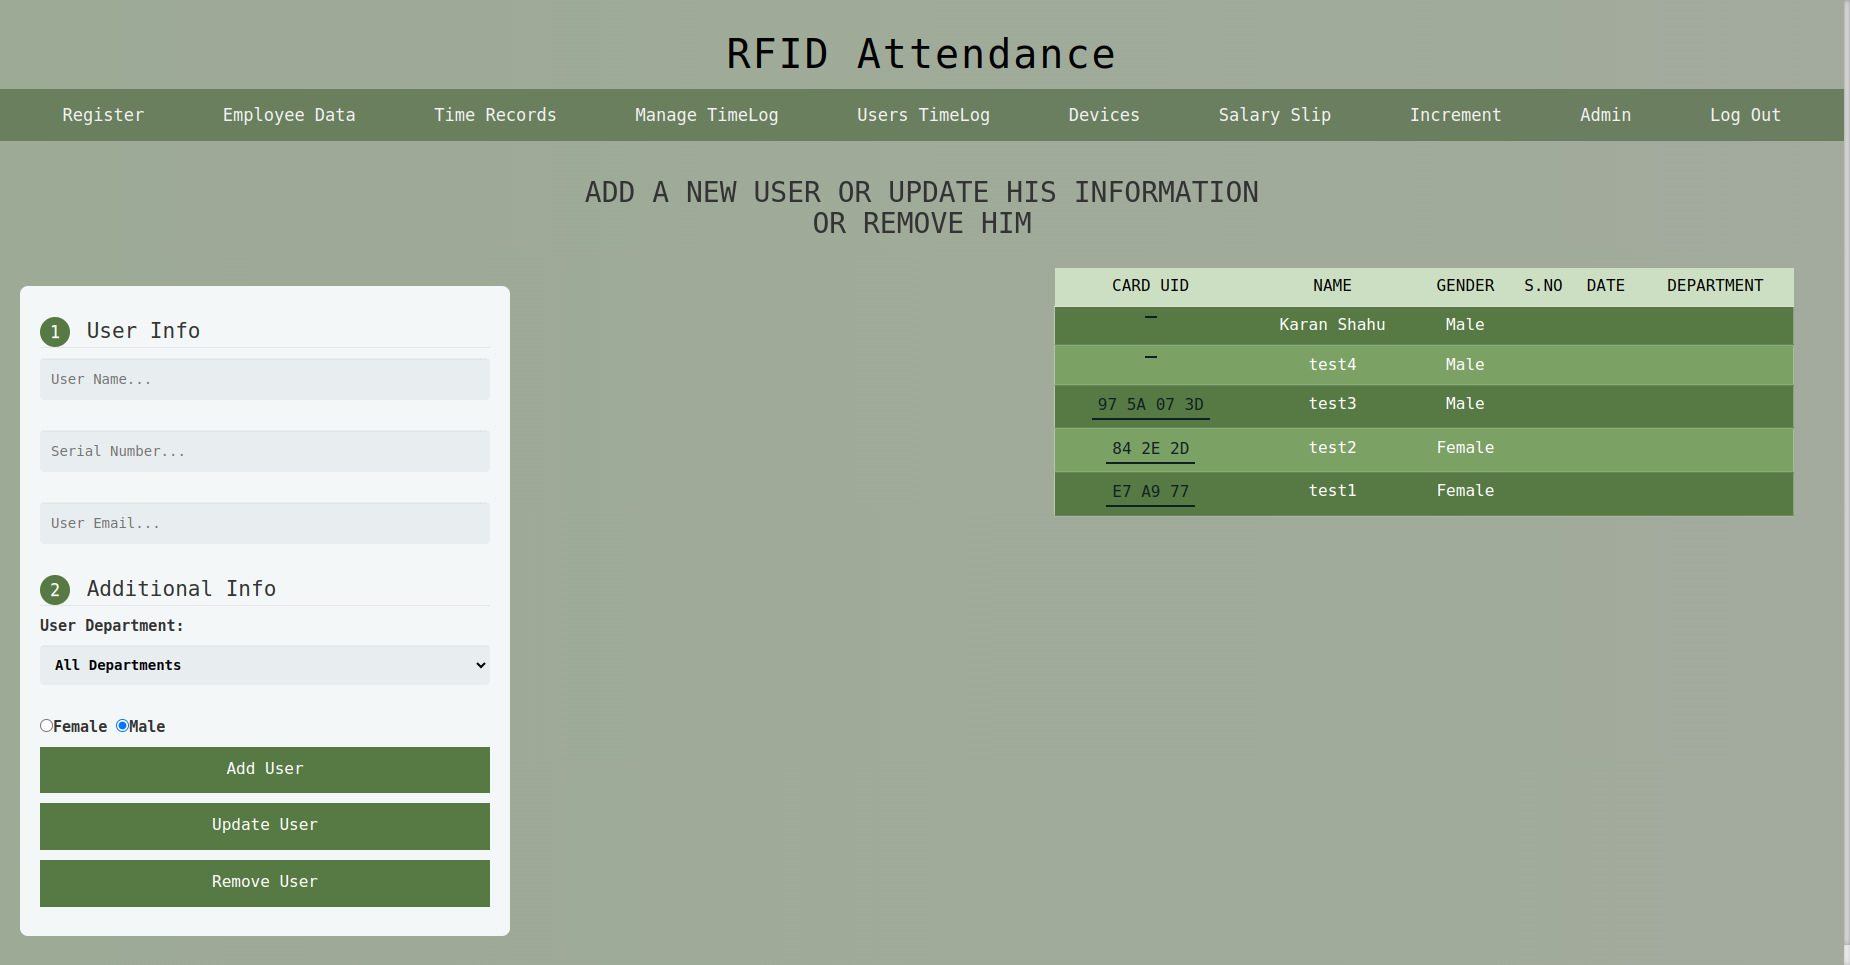 RFID Attendance
Register Employee Data Time Records Manage TimeLog Users TimeLog Devices Salary Slip Increment Admin Log Out
ADD A NEW USER OR UPDATE HIS INFORMATION
OR REMOVE HIM
1 User Info
User Name...
Serial Number...
User Email...
2 Additional Info
User Department:
All Departments
Female Male
Add User
Update User
Remove User
CARD UID NAME GENDER S.NO DATE DEPARTMENT
Karan Shahu Male
test4 Male
97 5A 07 3D test3 Male
84 2E 2D test2 Female
E7 A9 77 test1 Female